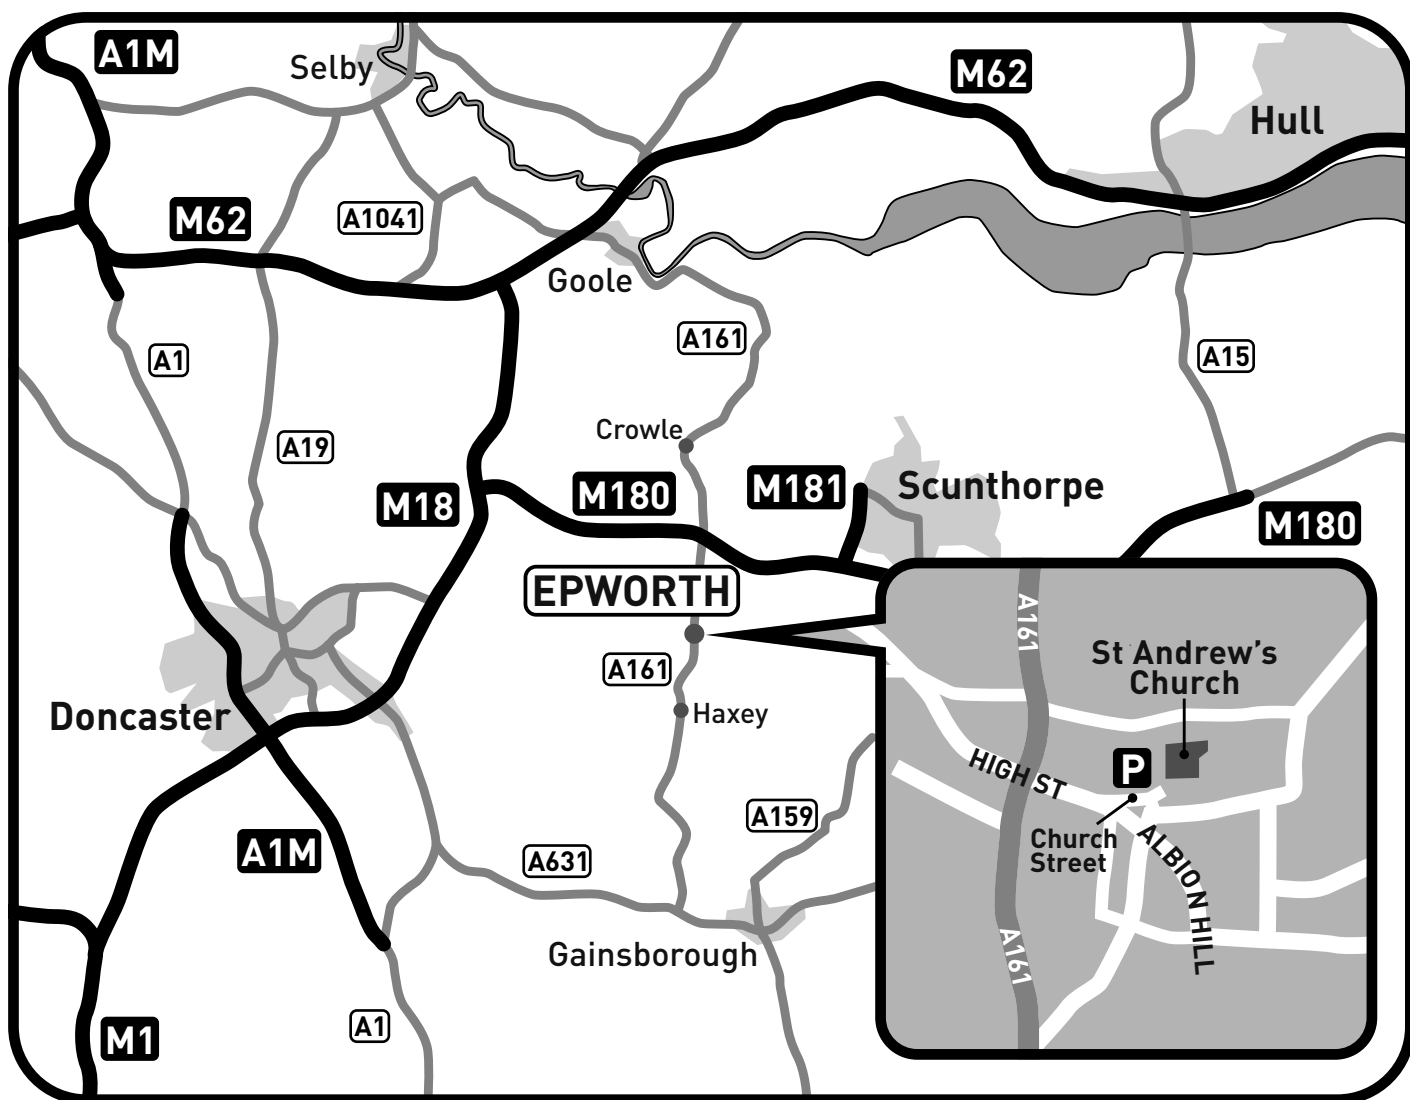 A1M
Selby
M62
Hull
M62
A1041
Goole
A161
A1
A15
Crowle
A19
M18
M180
M181
Scunthorpe
M180
EPWORTH
A161
Haxey
Doncaster
A1M
A631
A159
Gainsborough
A1
M1
A161
St Andrew's
Church
P
HIGH ST
Church
Street
ALBION HILL
A161